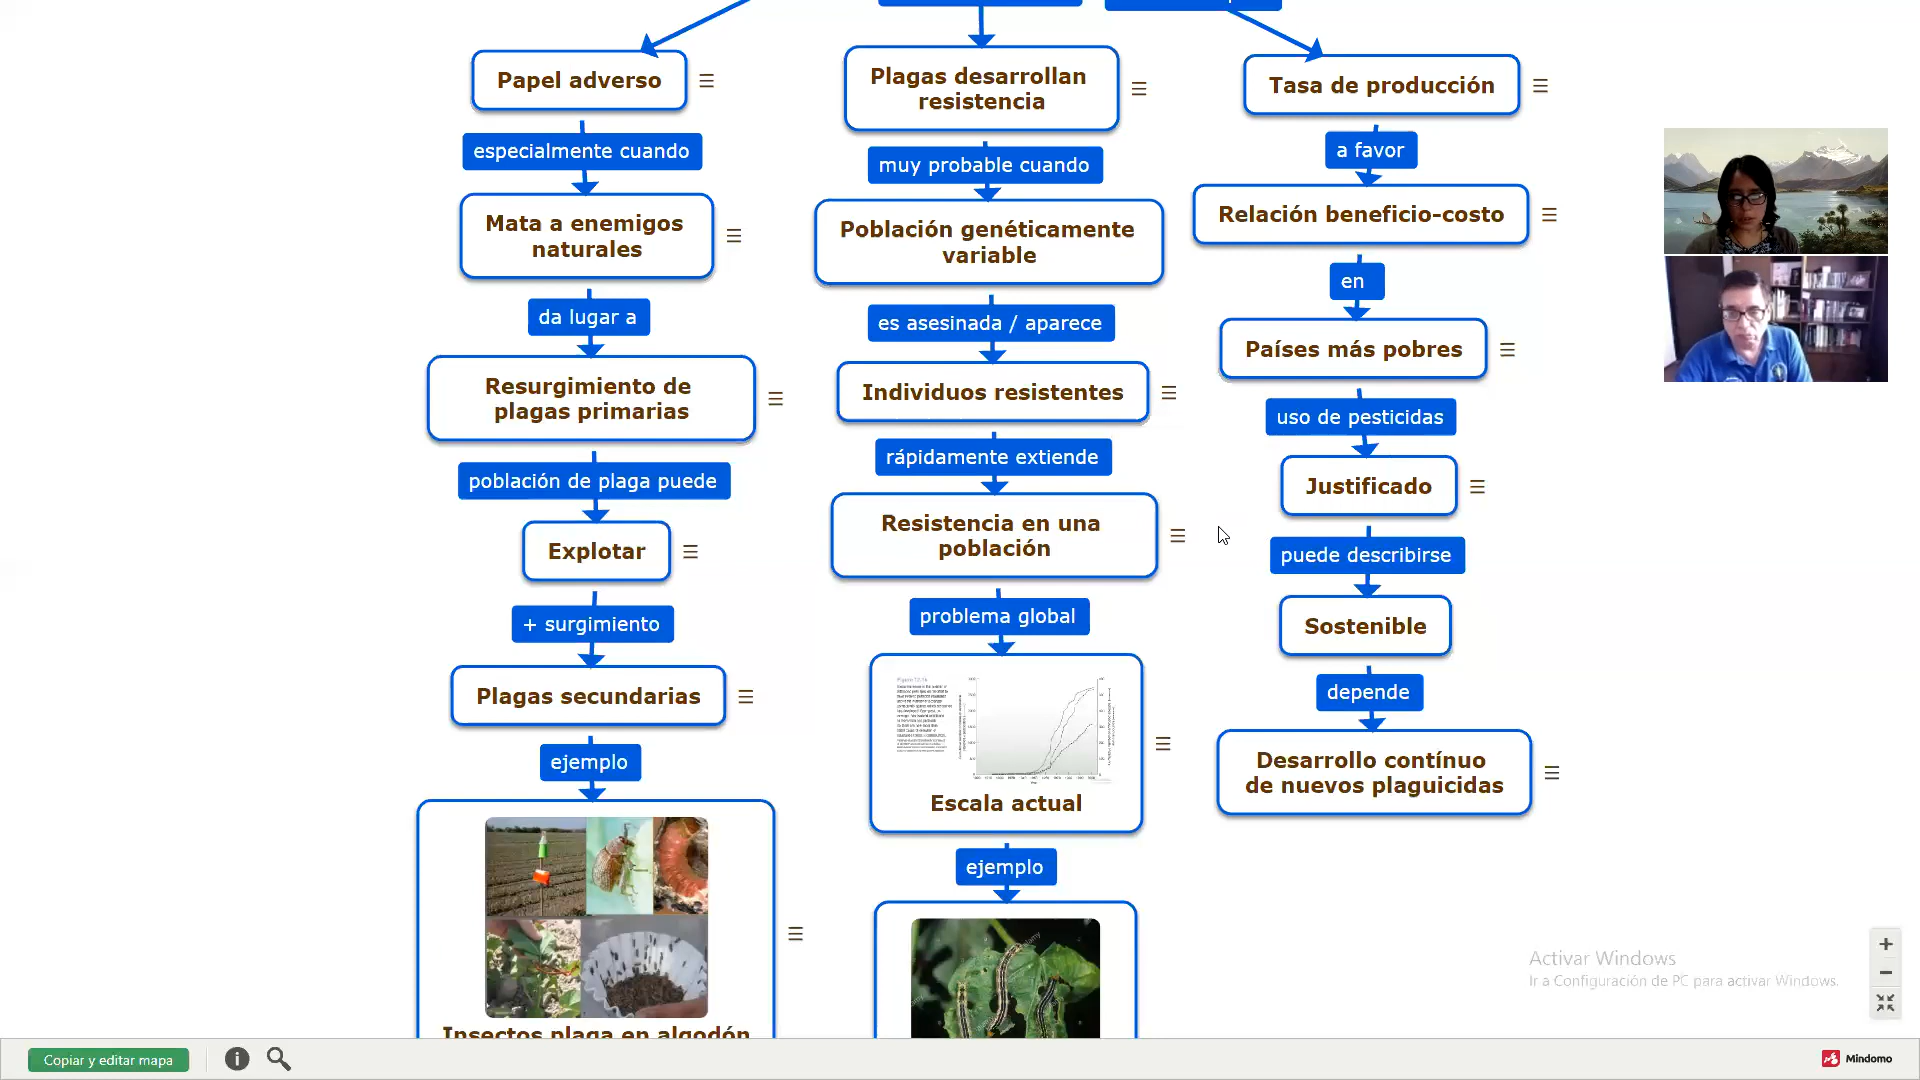 Papel adverso
especialmente cuando
Mata a enemigos
naturales
da lugar a
Resurgimiento de
plagas primarias
población de plaga puede
Explotar
+ surgimiento
Plagas secundarias
ejemplo
Insectos plaga en algodón
Plagas desarrollan
resistencia
muy probable cuando
Población genéticamente
variable
es asesinada / aparece
Individuos resistentes
rápidamente extiende
Resistencia en una
población
problema global
Escala actual
ejemplo
Tasa de producción
a favor
Relación beneficio-costo
en
Países más pobres
uso de pesticidas
Justificado
puede describirse
Sostenible
depende
Desarrollo contínuo
de nuevos plaguicidas
Activar Windows
Ir a Configuración de PC para activar Windows.
Copiar y editar mapa
Mindomo